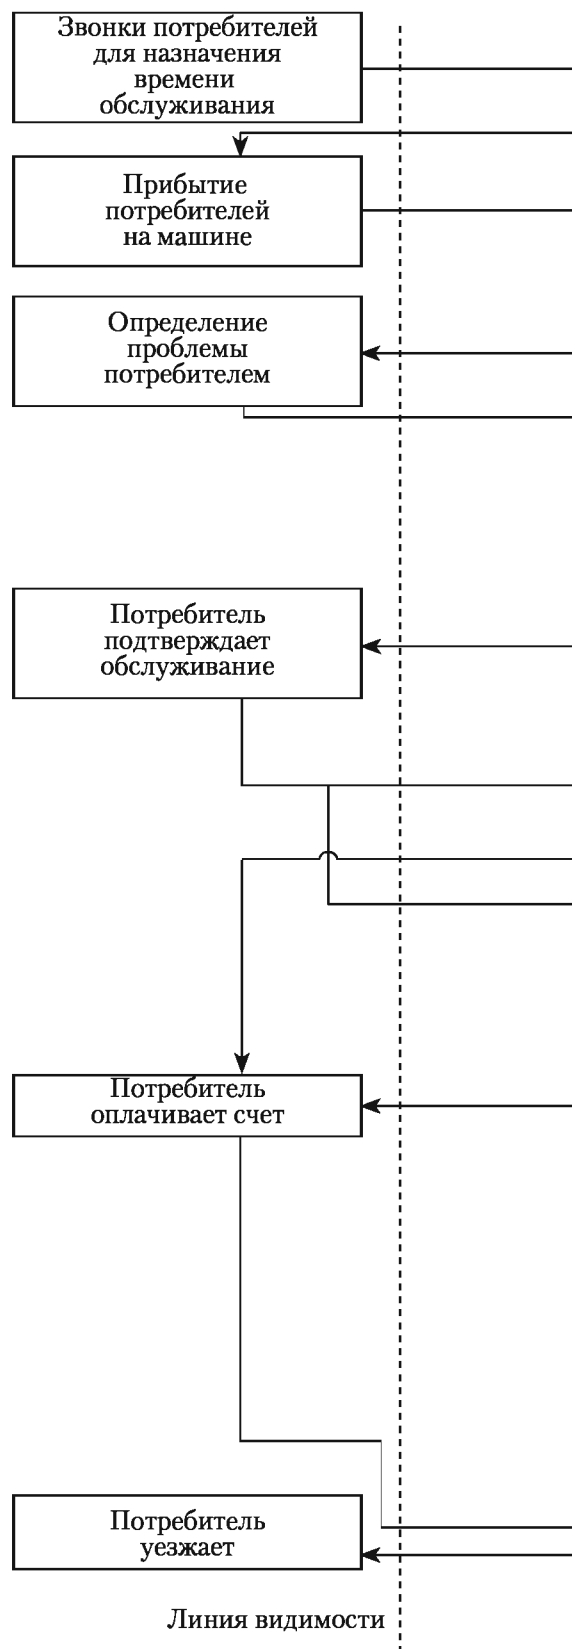 Звонки потребителей
для назначения
времени
обслуживания
Прибытие
потребителей
на машине
Определение
проблемы
потребителем
Потребитель
подтверждает
обслуживание
Потребитель
оплачивает счет
Потребитель
уезжает
Линия видимости